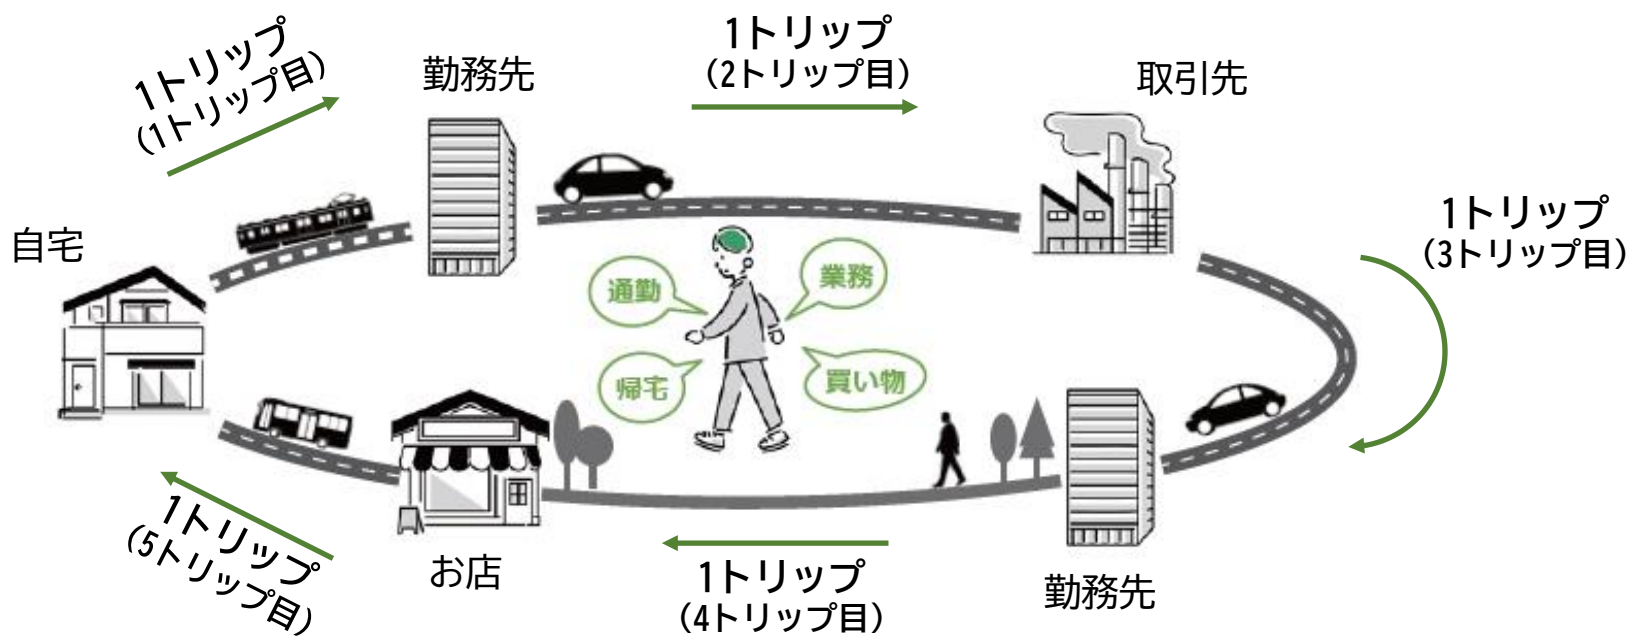 1トリップ
（1トリップ目）
勤務先
1トリップ
（2トリップ目）
取引先
1トリップ
（3トリップ目）
自宅
通勤
業務
帰宅
買い物
お店
1トリップ
（5トリップ目）
1トリップ
（4トリップ目）
勤務先